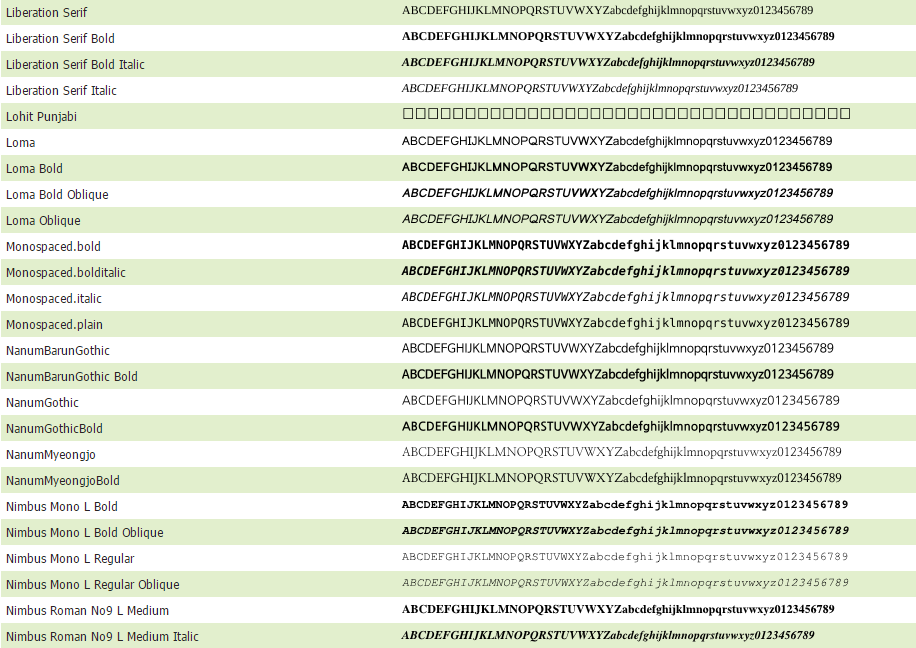 Liberation Serif ABCDEFGHIJKLMNOPQRSTUVWXYZabcdefghijklmnopqrstuvwxyz0123456789
Liberation Serif Bold ABCDEFGHIJKLMNOPQRSTUVWXYZabcdefghijklmnopqrstuvwxyz0123456789
Liberation Serif Bold Italic ABCDEFGHIJKLMNOPQRSTUVWXYZabcdefghijklmnopqrstuvwxyz0123456789
Liberation Serif Italic ABCDEFGHIJKLMNOPQRSTUVWXYZabcdefghijklmnopqrstuvwxyz0123456789
Lohit Punjabi
Loma ABCDEFGHIJKLMNOPQRSTUVWXYZabcdefghijklmnopqrstuvwxyz0123456789
Loma Bold ABCDEFGHIJKLMNOPQRSTUVWXYZabcdefghijklmnopqrstuvwxyz0123456789
Loma Bold Oblique ABCDEFGHIJKLMNOPQRSTUVWXYZabcdefghijklmnopqrstuvwxyz0123456789
Loma Oblique ABCDEFGHIJKLMNOPQRSTUVWXYZabcdefghijklmnopqrstuvwxyz0123456789
Monospaced.bold ABCDEFGHIJKLMNOPQRSTUVWXYZabcdefghijklmnopqrstuvwxyz0123456789
Monospaced.bolditalic ABCDEFGHIJKLMNOPQRSTUVWXYZabcdefghijklmnopqrstuvwxyz0123456789
Monospaced.italic ABCDEFGHIJKLMNOPQRSTUVWXYZabcdefghijklmnopqrstuvwxyz0123456789
Monospaced.plain ABCDEFGHIJKLMNOPQRSTUVWXYZabcdefghijklmnopqrstuvwxyz0123456789
NanumBarunGothic ABCDEFGHIJKLMNOPQRSTUVWXYZabcdefghijklmnopqrstuvwxyz0123456789
NanumBarunGothic Bold ABCDEFGHIJKLMNOPQRSTUVWXYZabcdefghijklmnopqrstuvwxyz0123456789
NanumGothic ABCDEFGHIJKLMNOPQRSTUVWXYZabcdefghijklmnopqrstuvwxyz0123456789
NanumGothicBold ABCDEFGHIJKLMNOPQRSTUVWXYZabcdefghijklmnopqrstuvwxyz0123456789
NanumMyeongjo ABCDEFGHIJKLMNOPQRSTUVWXYZabcdefghijklmnopqrstuvwxyz0123456789
NanumMyeongjoBold ABCDEFGHIJKLMNOPQRSTUVWXYZabcdefghijklmnopqrstuvwxyz0123456789
Nimbus Mono L Bold ABCDEFGHIJKLMNOPQRSTUVWXYZabcdefghijklmnopqrstuvwxyz0123456789
Nimbus Mono L Bold Oblique ABCDEFGHIJKLMNOPQRSTUVWXYZabcdefghijklmnopqrstuvwxyz0123456789
Nimbus Mono L Regular ABCDEFGHIJKLMNOPQRSTUVWXYZabcdefghijklmnopqrstuvwxyz0123456789
Nimbus Mono L Regular Oblique ABCDEFGHIJKLMNOPQRSTUVWXYZabcdefghijklmnopqrstuvwxyz0123456789
Nimbus Roman No9 L Medium ABCDEFGHIJKLMNOPQRSTUVWXYZabcdefghijklmnopqrstuvwxyz0123456789
Nimbus Roman No9 L Medium Italic ABCDEFGHIJKLMNOPQRSTUVWXYZabcdefghijklmnopqrstuvwxyz0123456789